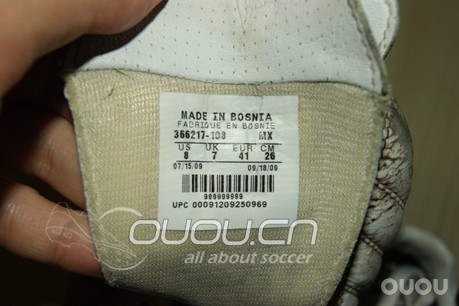 MADE IN BOSNIA
FABRIQUE EN BOSNIE
366217-108 MX
US UK EUR CM
8 7 41 26
07/15/09 09/18/09
999999999
UPC 00091209250969
OUOU.CN
all about soccer
OUOU